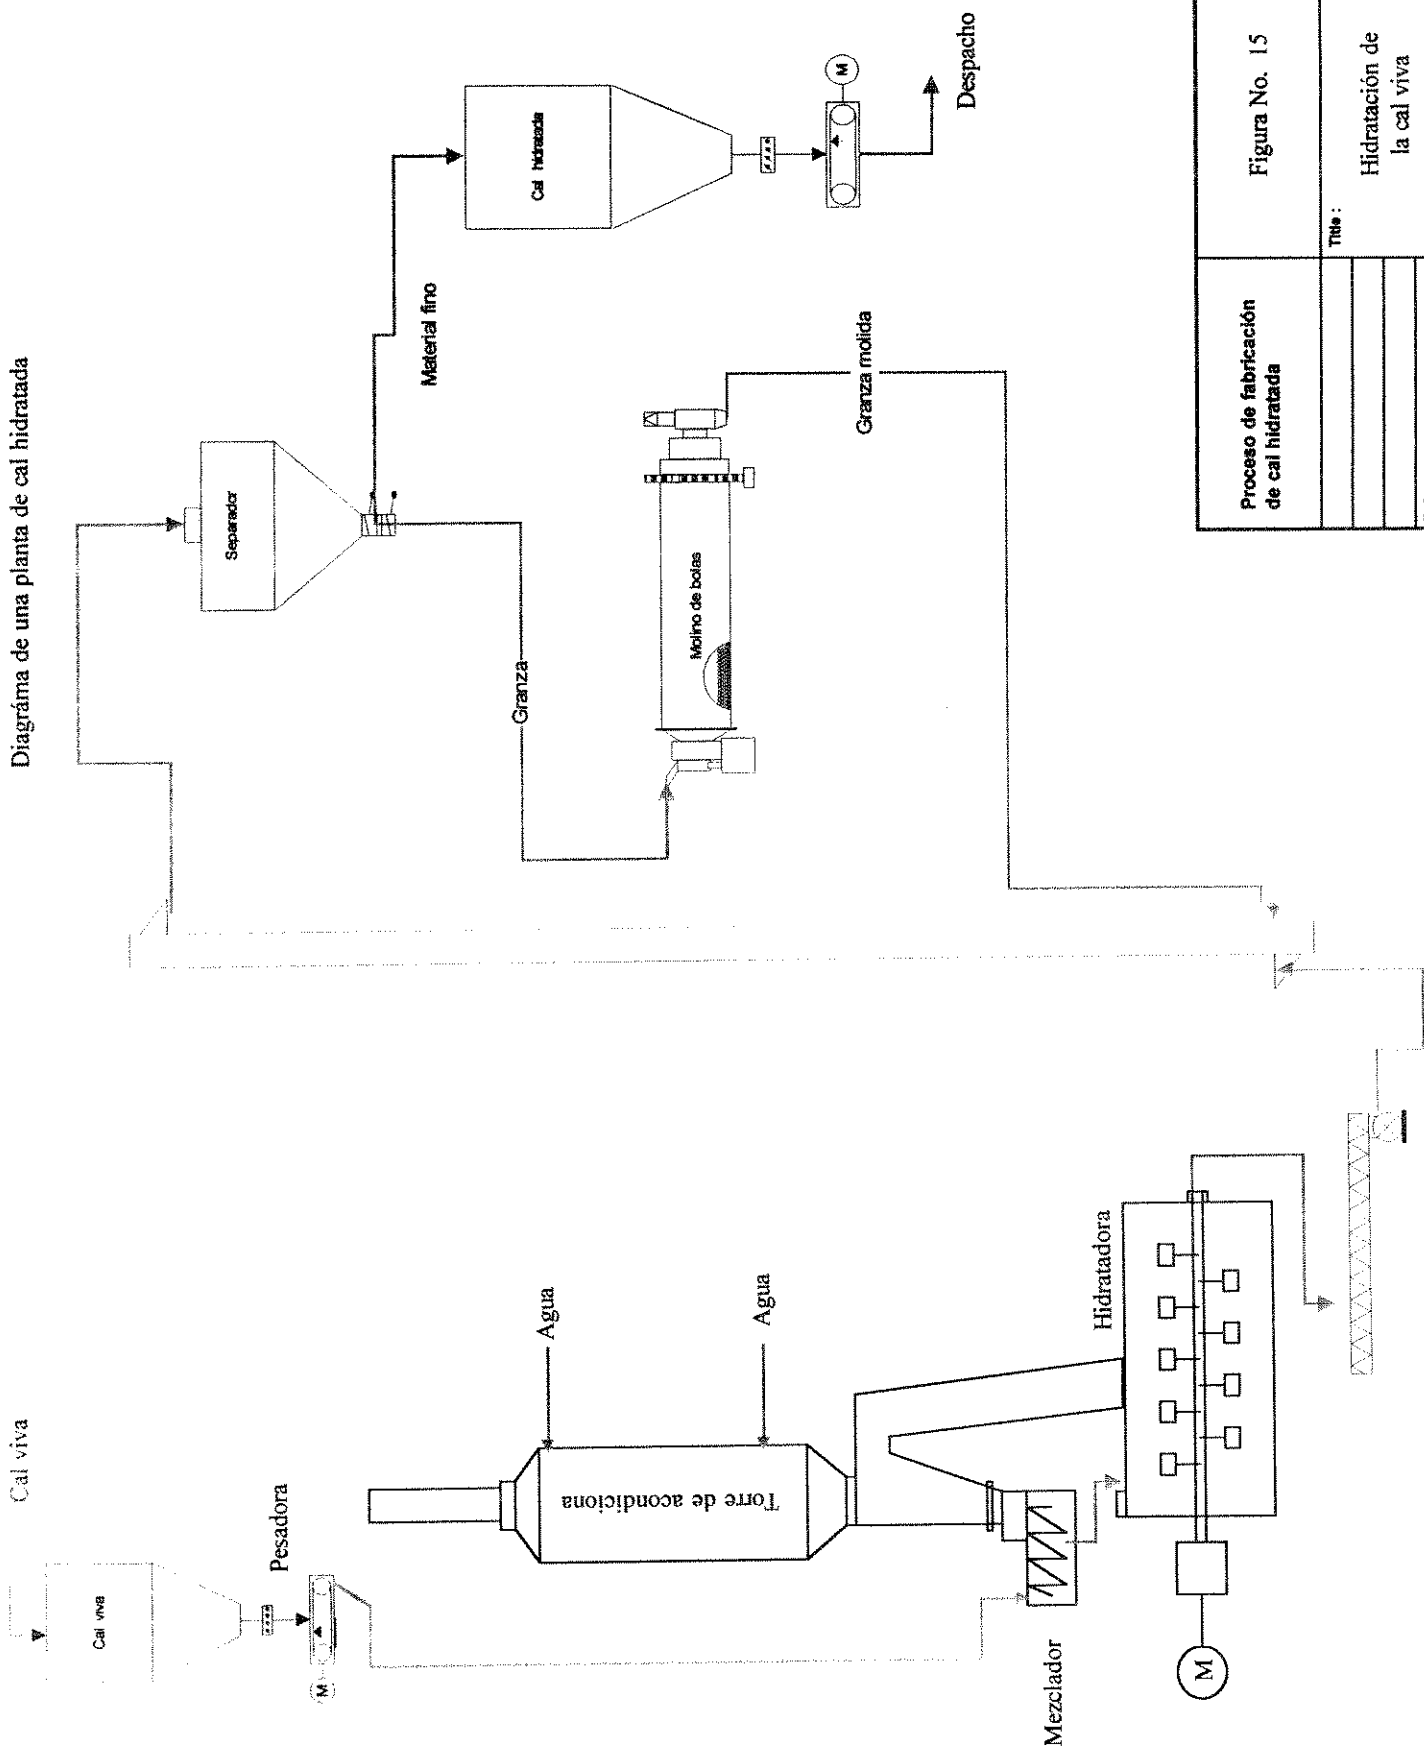 Diagráma de una planta de cal hidratada
Cal viva
Cal viva
Pesadora
M
Torre de acondiciona
Agua
Agua
Mezclador
Hidratadora
M
Separador
Material fino
Granza
Molino de bolas
Granza molida
Cal hidratada
M
Despacho
Proceso de fabricación
de cal hidratada
Figura No. 15
Title :
Hidratación de
la cal viva